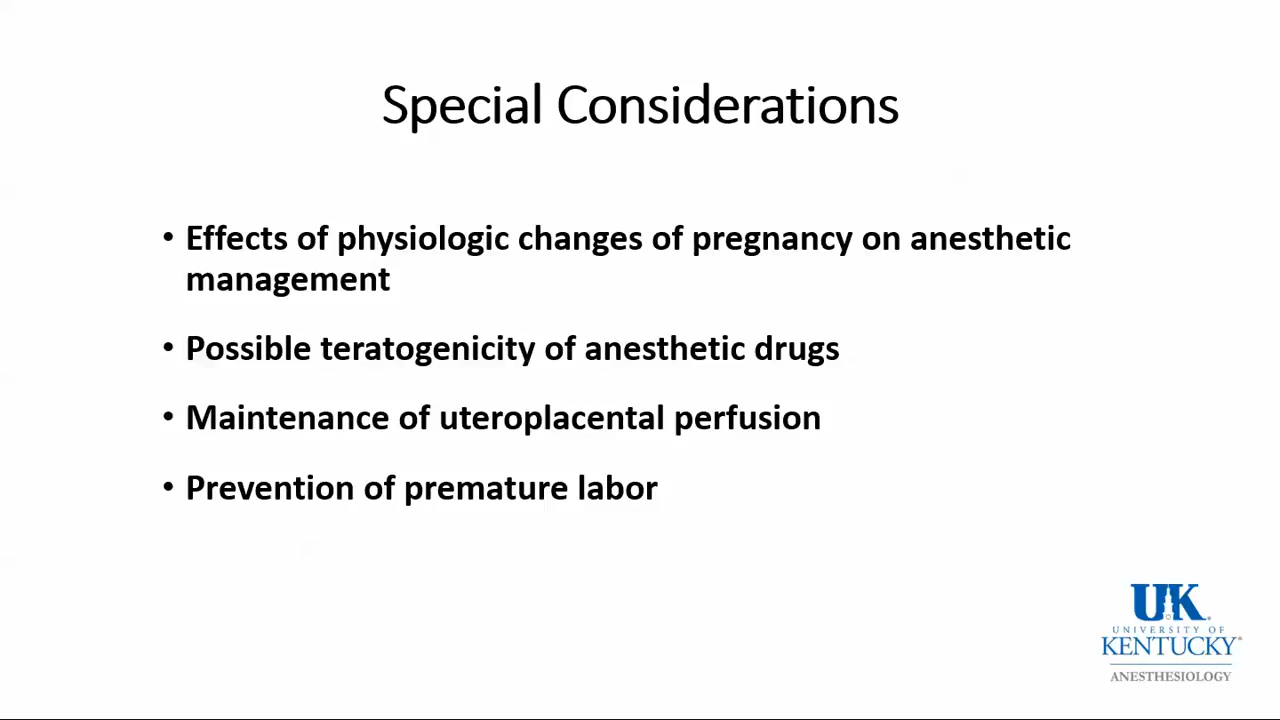 Special Considerations
• Effects of physiologic changes of pregnancy on anesthetic
management
• Possible teratogenicity of anesthetic drugs
• Maintenance of uteroplacental perfusion
• Prevention of premature labor
UK
UNIVERSITY OF
KENTUCKY
ANESTHESIOLOGY